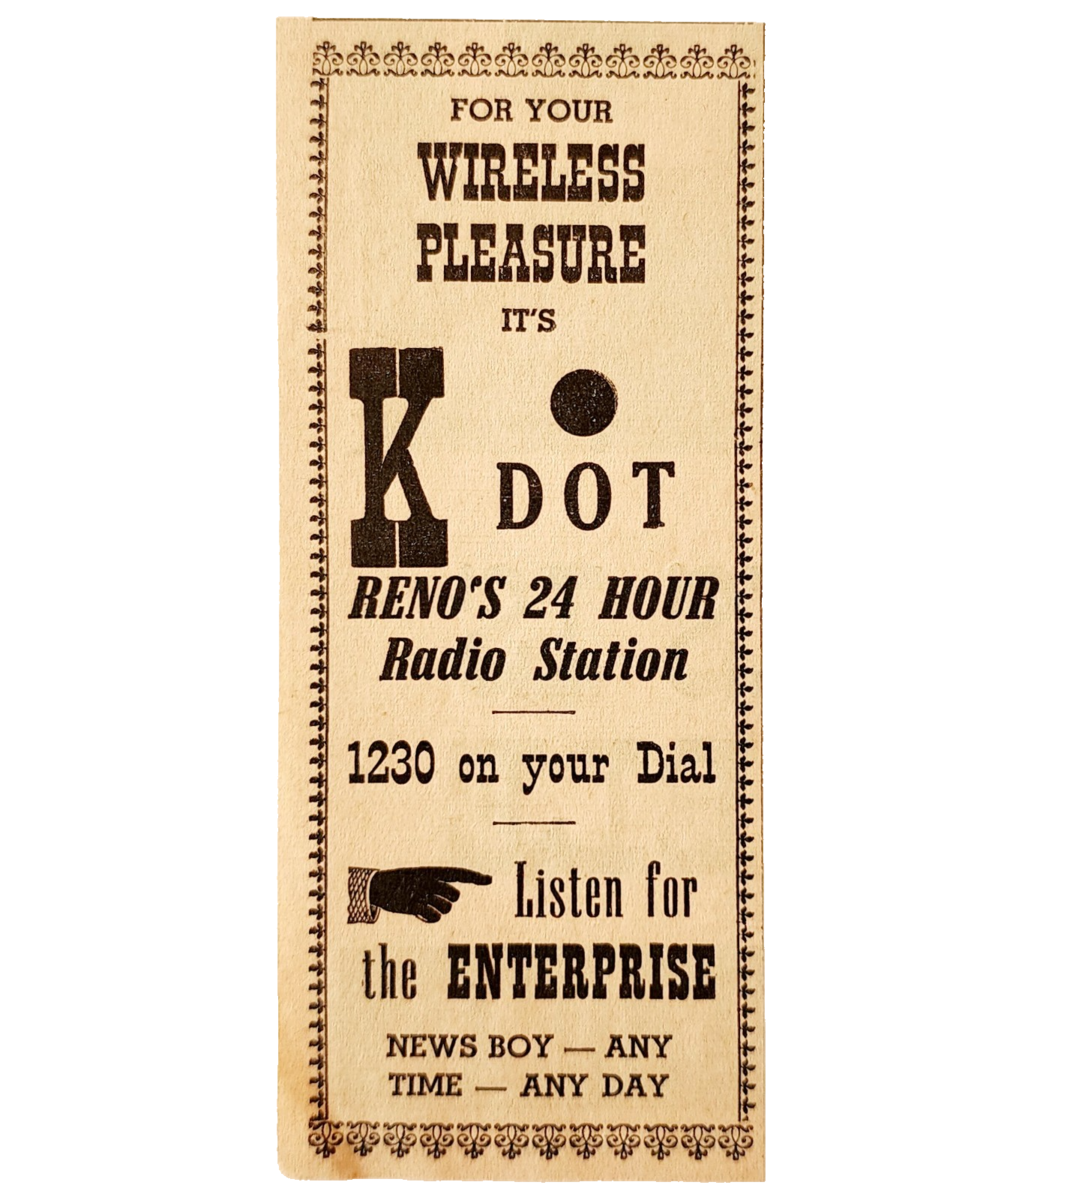 FOR YOUR
WIRELESS
PLEASURE
IT'S
K DOT
RENO'S 24 HOUR
Radio Station
1230 on your Dial
Listen for
the ENTERPRISE
NEWS BOY — ANY
TIME — ANY DAY